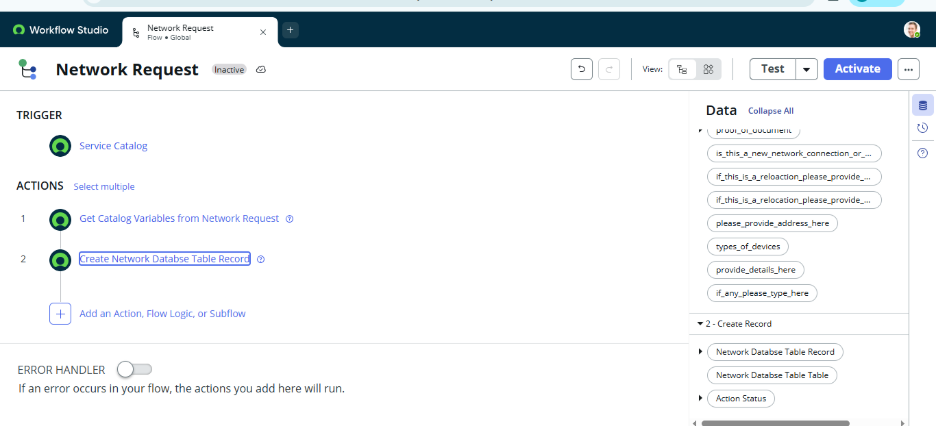 Workflow Studio
Network Request
Flow • Global
Network Request
Inactive
View:
Test
Activate
TRIGGER
Service Catalog
ACTIONS
Select multiple
1
Get Catalog Variables from Network Request
2
Create Network Databse Table Record
Add an Action, Flow Logic, or Subflow
ERROR HANDLER
If an error occurs in your flow, the actions you add here will run.
Data
Collapse All
proof_of_document
is_this_a_new_network_connection_or_...
if_this_is_a_reloaction_please_provide_...
if_this_is_a_relocation_please_provide_...
please_provide_address_here
types_of_devices
provide_details_here
if_any_please_type_here
2 - Create Record
Network Databse Table Record
Network Databse Table Table
Action Status